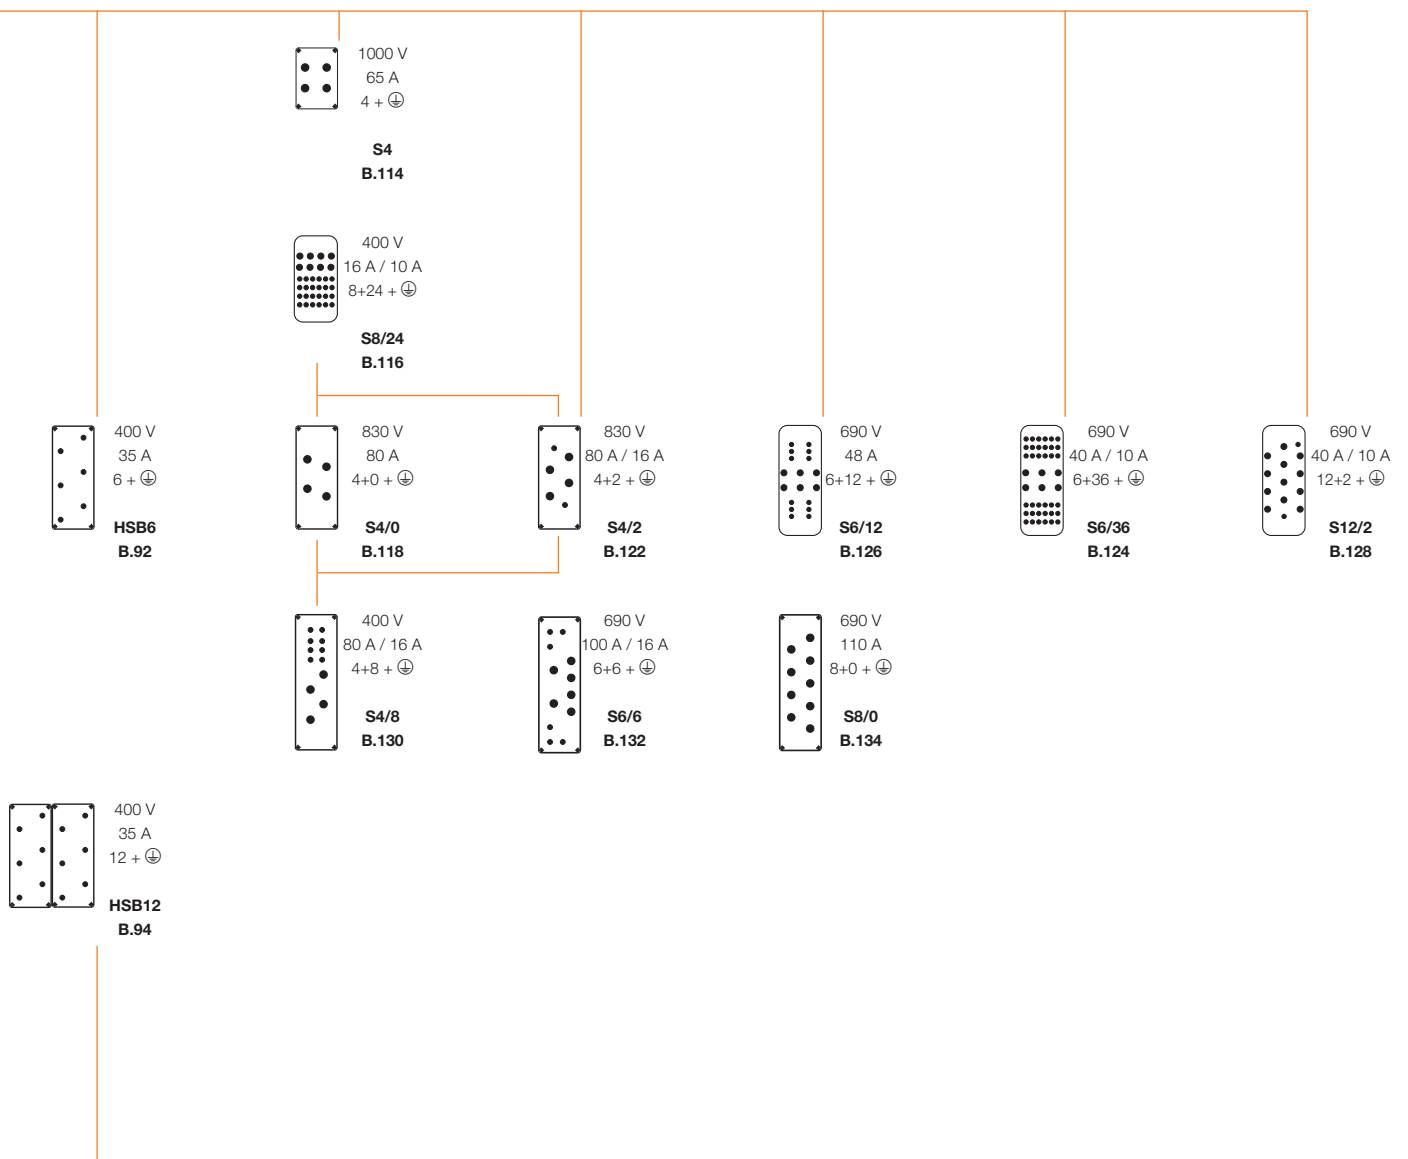 1000 V
65 A
4 + ⏚
S4
B.114
400 V
16 A / 10 A
8+24 + ⏚
S8/24
B.116
400 V
35 A
6 + ⏚
HSB6
B.92
830 V
80 A
4+0 + ⏚
S4/0
B.118
830 V
80 A / 16 A
4+2 + ⏚
S4/2
B.122
690 V
48 A
6+12 + ⏚
S6/12
B.126
690 V
40 A / 10 A
6+36 + ⏚
S6/36
B.124
690 V
40 A / 10 A
12+2 + ⏚
S12/2
B.128
400 V
80 A / 16 A
4+8 + ⏚
S4/8
B.130
690 V
100 A / 16 A
6+6 + ⏚
S6/6
B.132
690 V
110 A
8+0 + ⏚
S8/0
B.134
400 V
35 A
12 + ⏚
HSB12
B.94